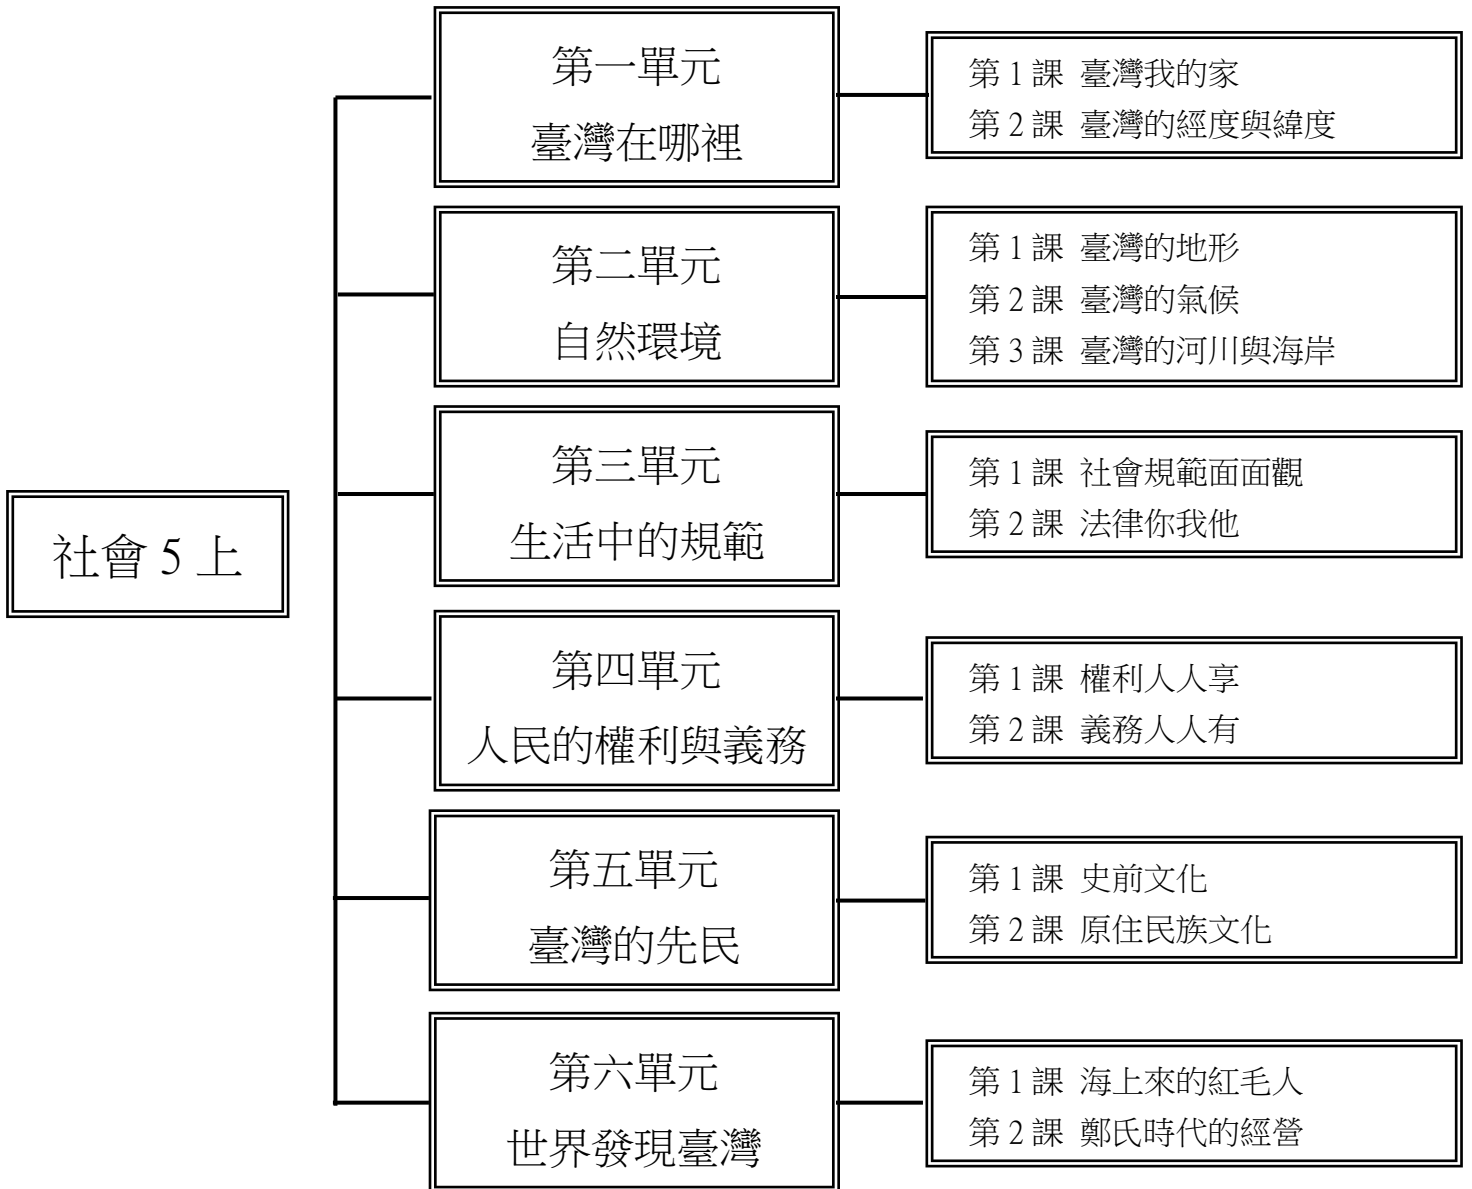 社會 5 上
第一單元
臺灣在哪裡
第 1 課 臺灣我的家
第 2 課 臺灣的經度與緯度
第二單元
自然環境
第 1 課 臺灣的地形
第 2 課 臺灣的氣候
第 3 課 臺灣的河川與海岸
第三單元
生活中的規範
第 1 課 社會規範面面觀
第 2 課 法律你我他
第四單元
人民的權利與義務
第 1 課 權利人人享
第 2 課 義務人人有
第五單元
臺灣的先民
第 1 課 史前文化
第 2 課 原住民族文化
第六單元
世界發現臺灣
第 1 課 海上來的紅毛人
第 2 課 鄭氏時代的經營